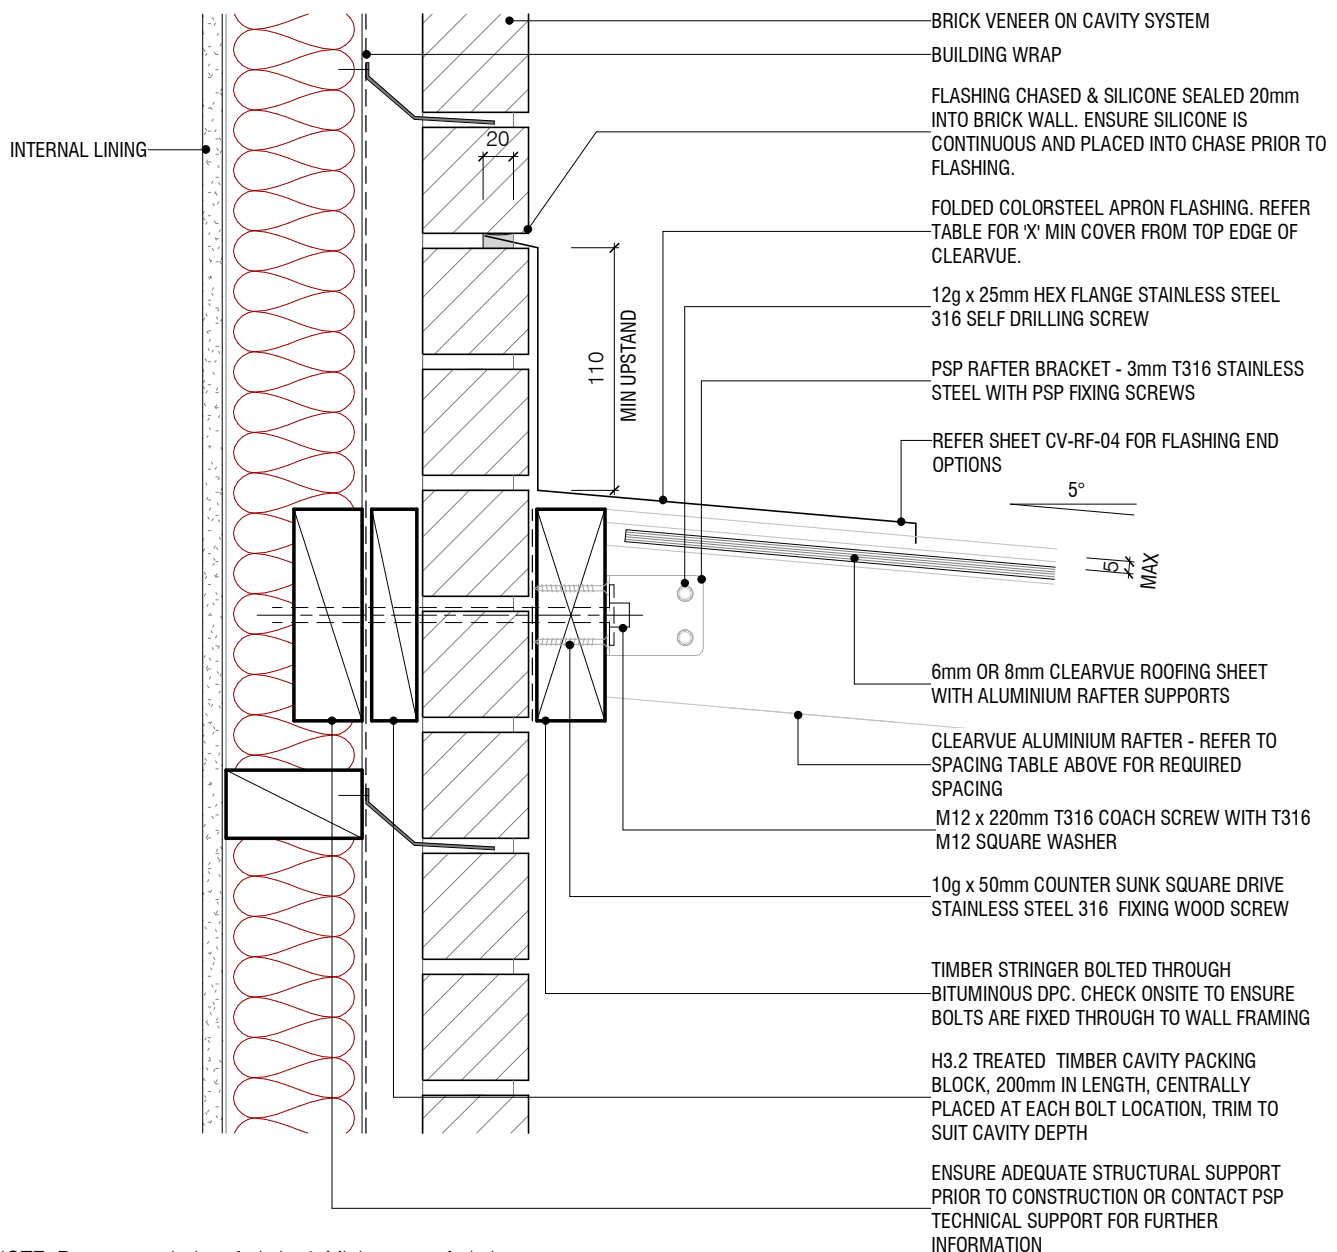 BRICK VENEER ON CAVITY SYSTEM
BUILDING WRAP
FLASHING CHASED & SILICONE SEALED 20mm
INTO BRICK WALL. ENSURE SILICONE IS
CONTINUOUS AND PLACED INTO CHASE PRIOR TO
FLASHING.
INTERNAL LINING
20
FOLDED COLORSTEEL APRON FLASHING. REFER
TABLE FOR 'X' MIN COVER FROM TOP EDGE OF
CLEARVUE.
12g x 25mm HEX FLANGE STAINLESS STEEL
316 SELF DRILLING SCREW
110
MIN UPSTAND
PSP RAFTER BRACKET - 3mm T316 STAINLESS
STEEL WITH PSP FIXING SCREWS
REFER SHEET CV-RF-04 FOR FLASHING END
OPTIONS
5°
5
MAX
6mm OR 8mm CLEARVUE ROOFING SHEET
WITH ALUMINIUM RAFTER SUPPORTS
CLEARVUE ALUMINIUM RAFTER - REFER TO
SPACING TABLE ABOVE FOR REQUIRED
SPACING
M12 x 220mm T316 COACH SCREW WITH T316
M12 SQUARE WASHER
10g x 50mm COUNTER SUNK SQUARE DRIVE
STAINLESS STEEL 316 FIXING WOOD SCREW
TIMBER STRINGER BOLTED THROUGH
BITUMINOUS DPC. CHECK ONSITE TO ENSURE
BOLTS ARE FIXED THROUGH TO WALL FRAMING
H3.2 TREATED TIMBER CAVITY PACKING
BLOCK, 200mm IN LENGTH, CENTRALLY
PLACED AT EACH BOLT LOCATION, TRIM TO
SUIT CAVITY DEPTH
ENSURE ADEQUATE STRUCTURAL SUPPORT
PRIOR TO CONSTRUCTION OR CONTACT PSP
TECHNICAL SUPPORT FOR FURTHER
INFORMATION